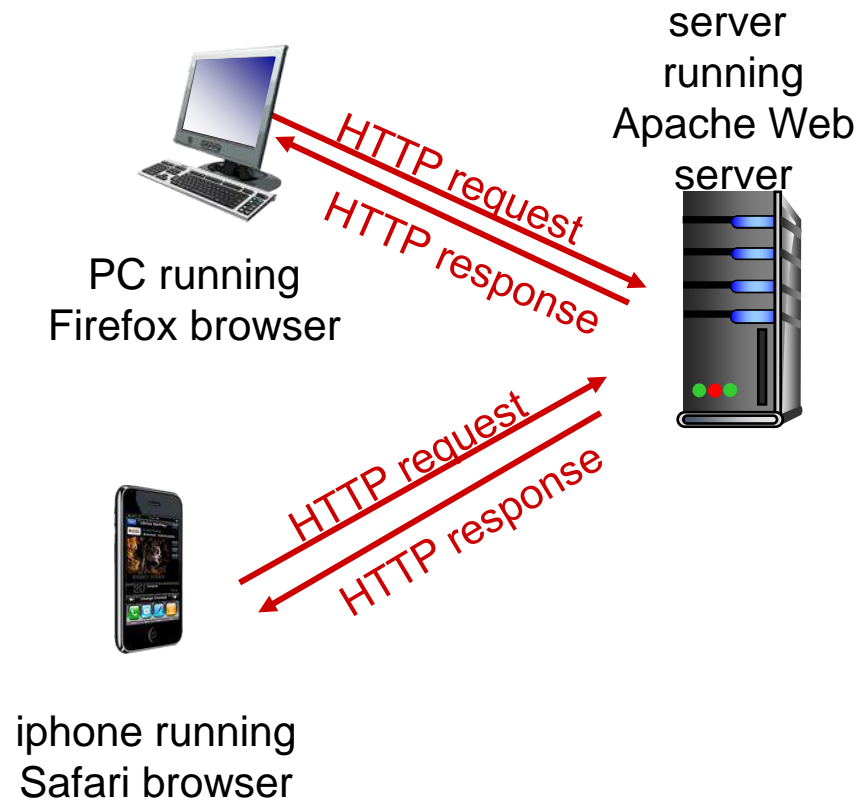 server
running
Apache Web
server
HTTP request
HTTP response
PC running
Firefox browser
HTTP request
HTTP response
iphone running
Safari browser